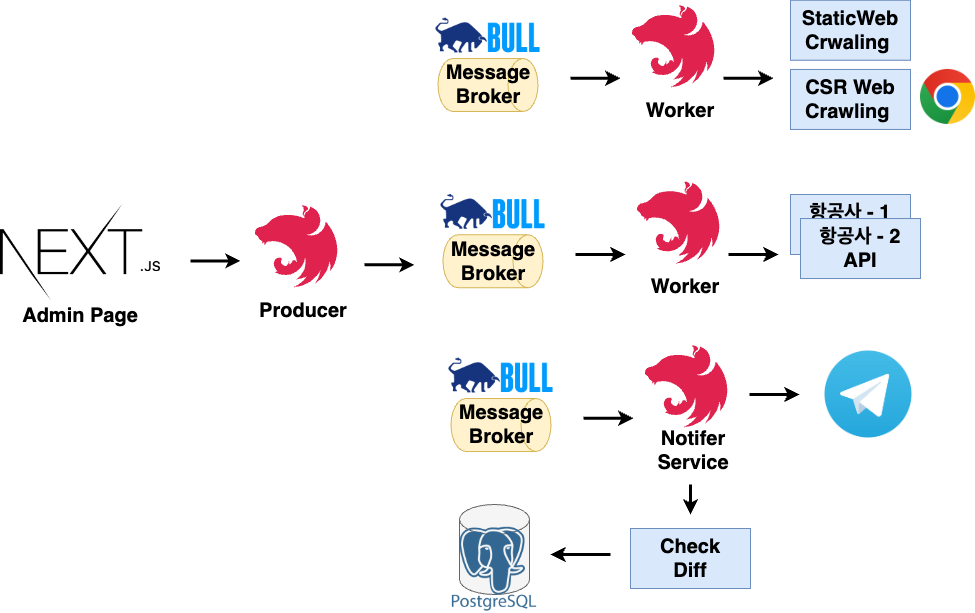 BULL
Message
Broker
Worker
StaticWeb
Crwaling
CSR Web
Crawling
NEXT.JS
Admin Page
Producer
BULL
Message
Broker
Worker
항공사 - 1
항공사 - 2
API
BULL
Message
Broker
Notifer
Service
Check
Diff
PostgreSQL